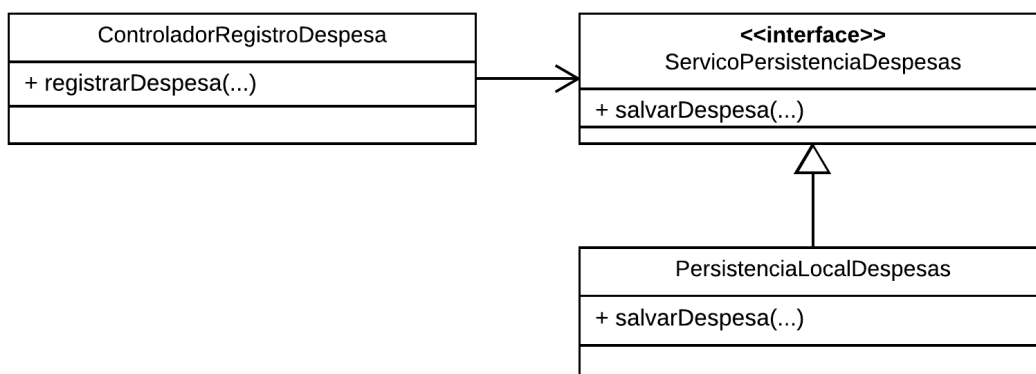 ControladorRegistroDespesa
+ registrarDespesa(...)
<<interface>>
ServicoPersistenciaDespesas
+ salvarDespesa(...)
PersistenciaLocalDespesas
+ salvarDespesa(...)